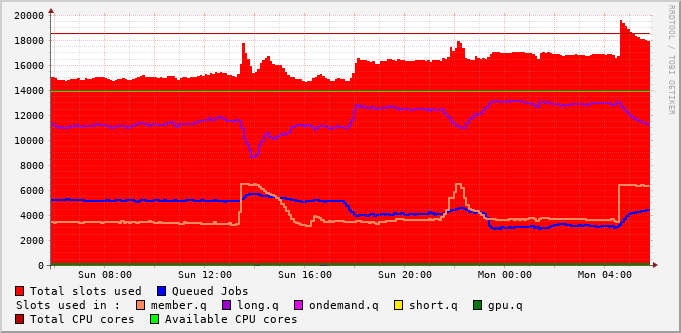 RRDTOOL / TOBI OETIKER
20000
18000
16000
14000
12000
10000
8000
6000
4000
2000
0
Sun 08:00 Sun 12:00 Sun 16:00 Sun 20:00 Mon 00:00 Mon 04:00
Total slots used Queued Jobs
Slots used in : member.q long.q ondemand.q short.q gpu.q
Total CPU cores Available CPU cores